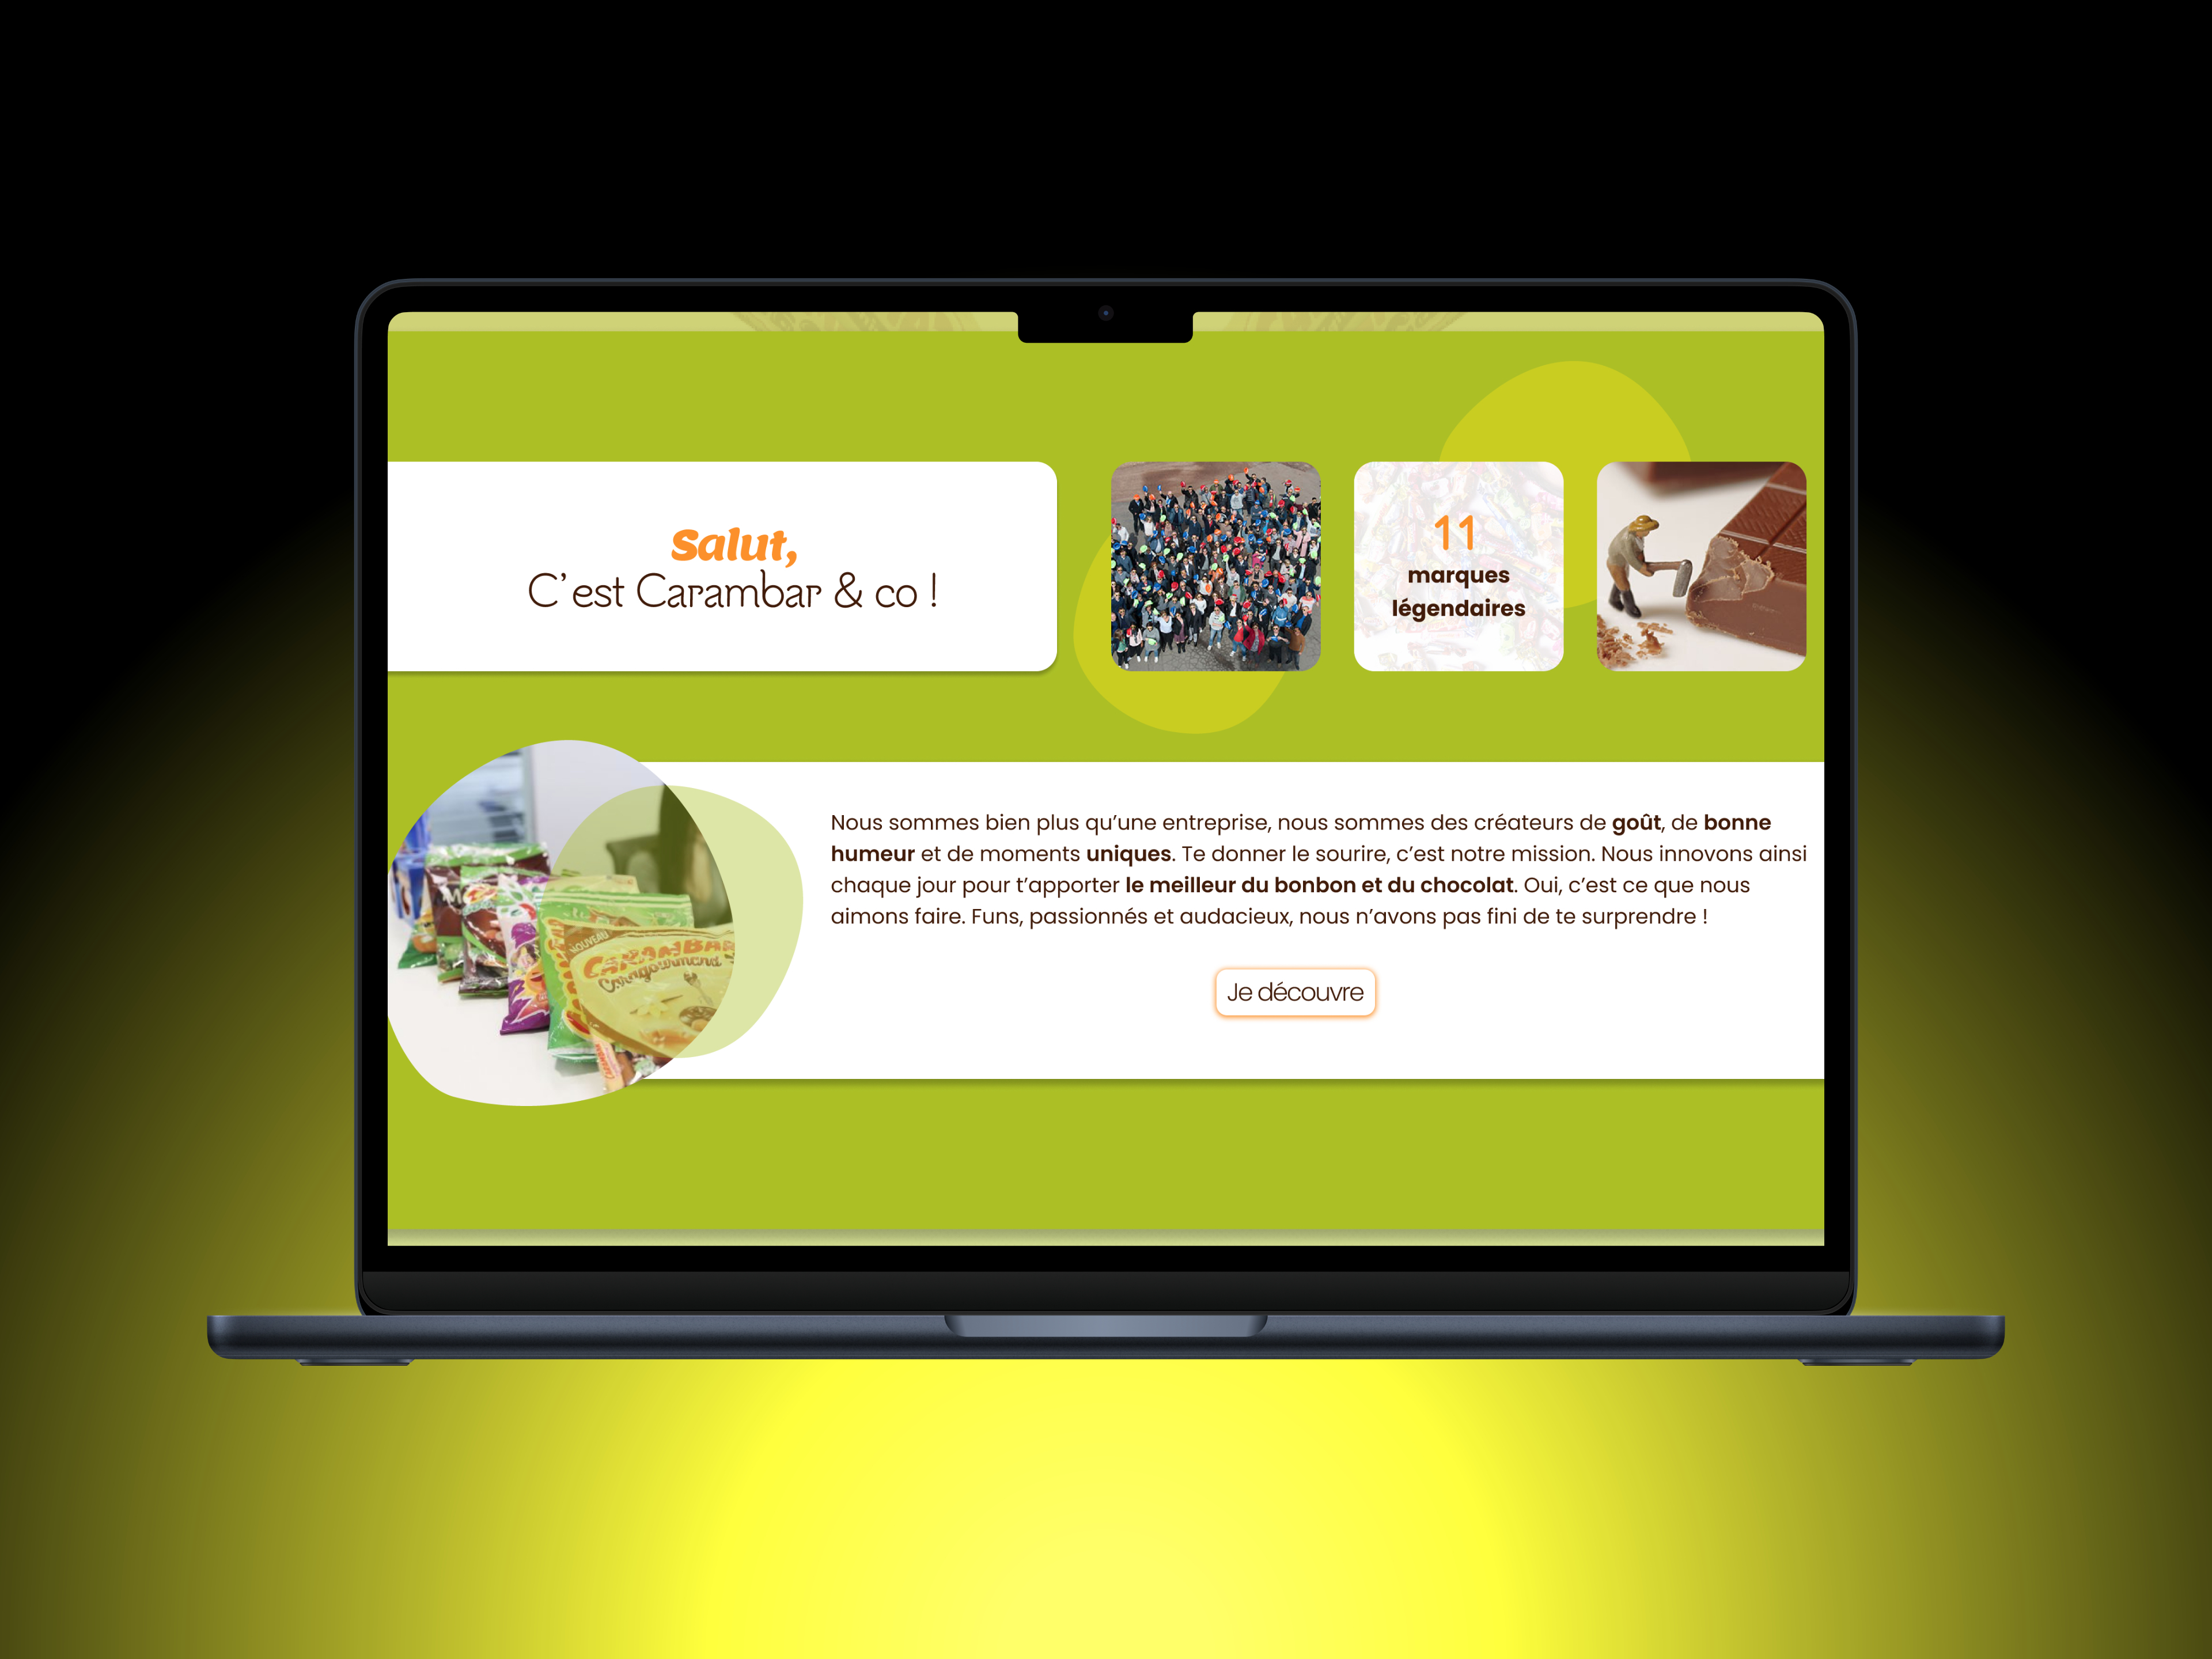 Salut,
C’est Carambar & co !
11
marques
légendaires
Nous sommes bien plus qu’une entreprise, nous sommes des créateurs de goût, de bonne
humeur et de moments uniques. Te donner le sourire, c’est notre mission. Nous innovons ainsi
chaque jour pour t’apporter le meilleur du bonbon et du chocolat. Oui, c’est ce que nous
aimons faire. Funs, passionnés et audacieux, nous n’avons pas fini de te surprendre !
NOUVEAU
CARAMBAR
Caragourmand
Je découvre